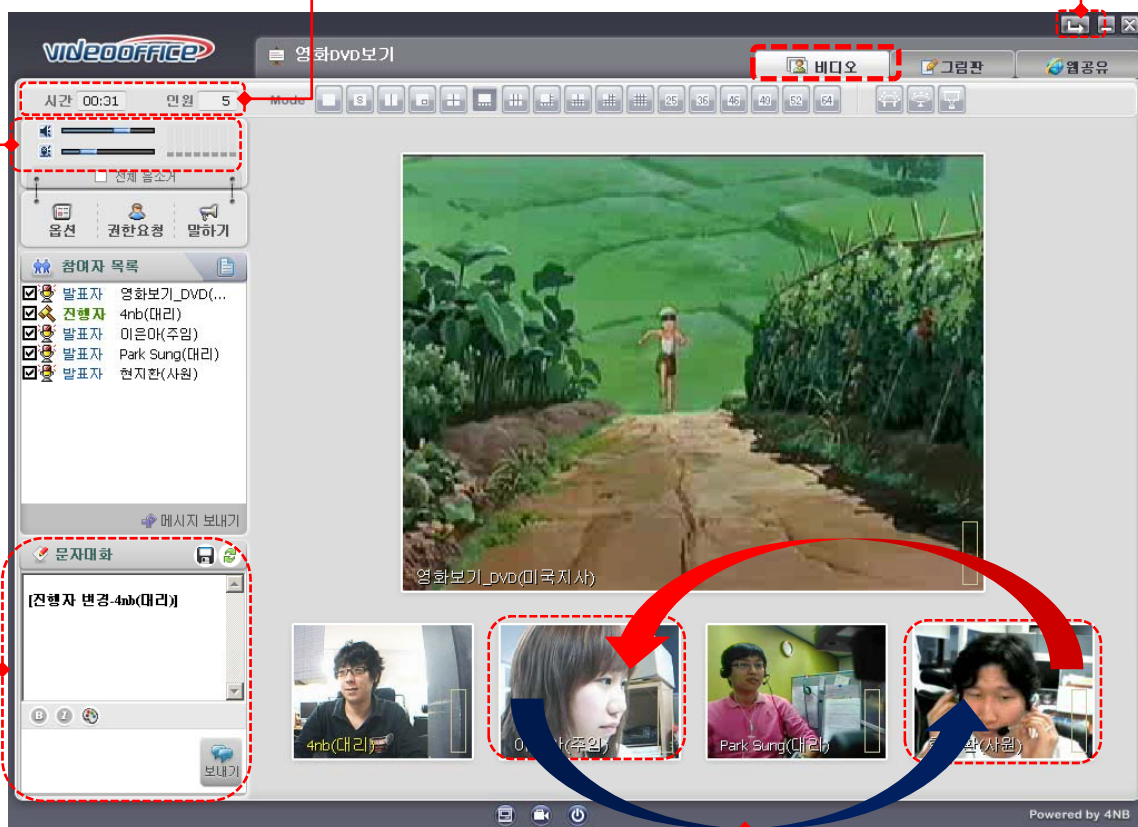 videooffice
영화DVD보기
비디오
그림판
웹공유
시간 00:31 인원 5
Mode S 25 36 46 49 52 64
전체 음소거
옵션 권한요청 말하기
참여자 목록
발표자 영화보기_DVD(...
진행자 4nb(대리)
발표자 이은아(주임)
발표자 Park Sung(대리)
발표자 현지환(사원)
메시지 보내기
문자대화
[진행자 변경-4nb(대리)]
B I
보내기
영화보기_DVD(미국지사)
4nb(대리)
(주임)
Park Sung(대리)
환(사원)
Powered by 4NB